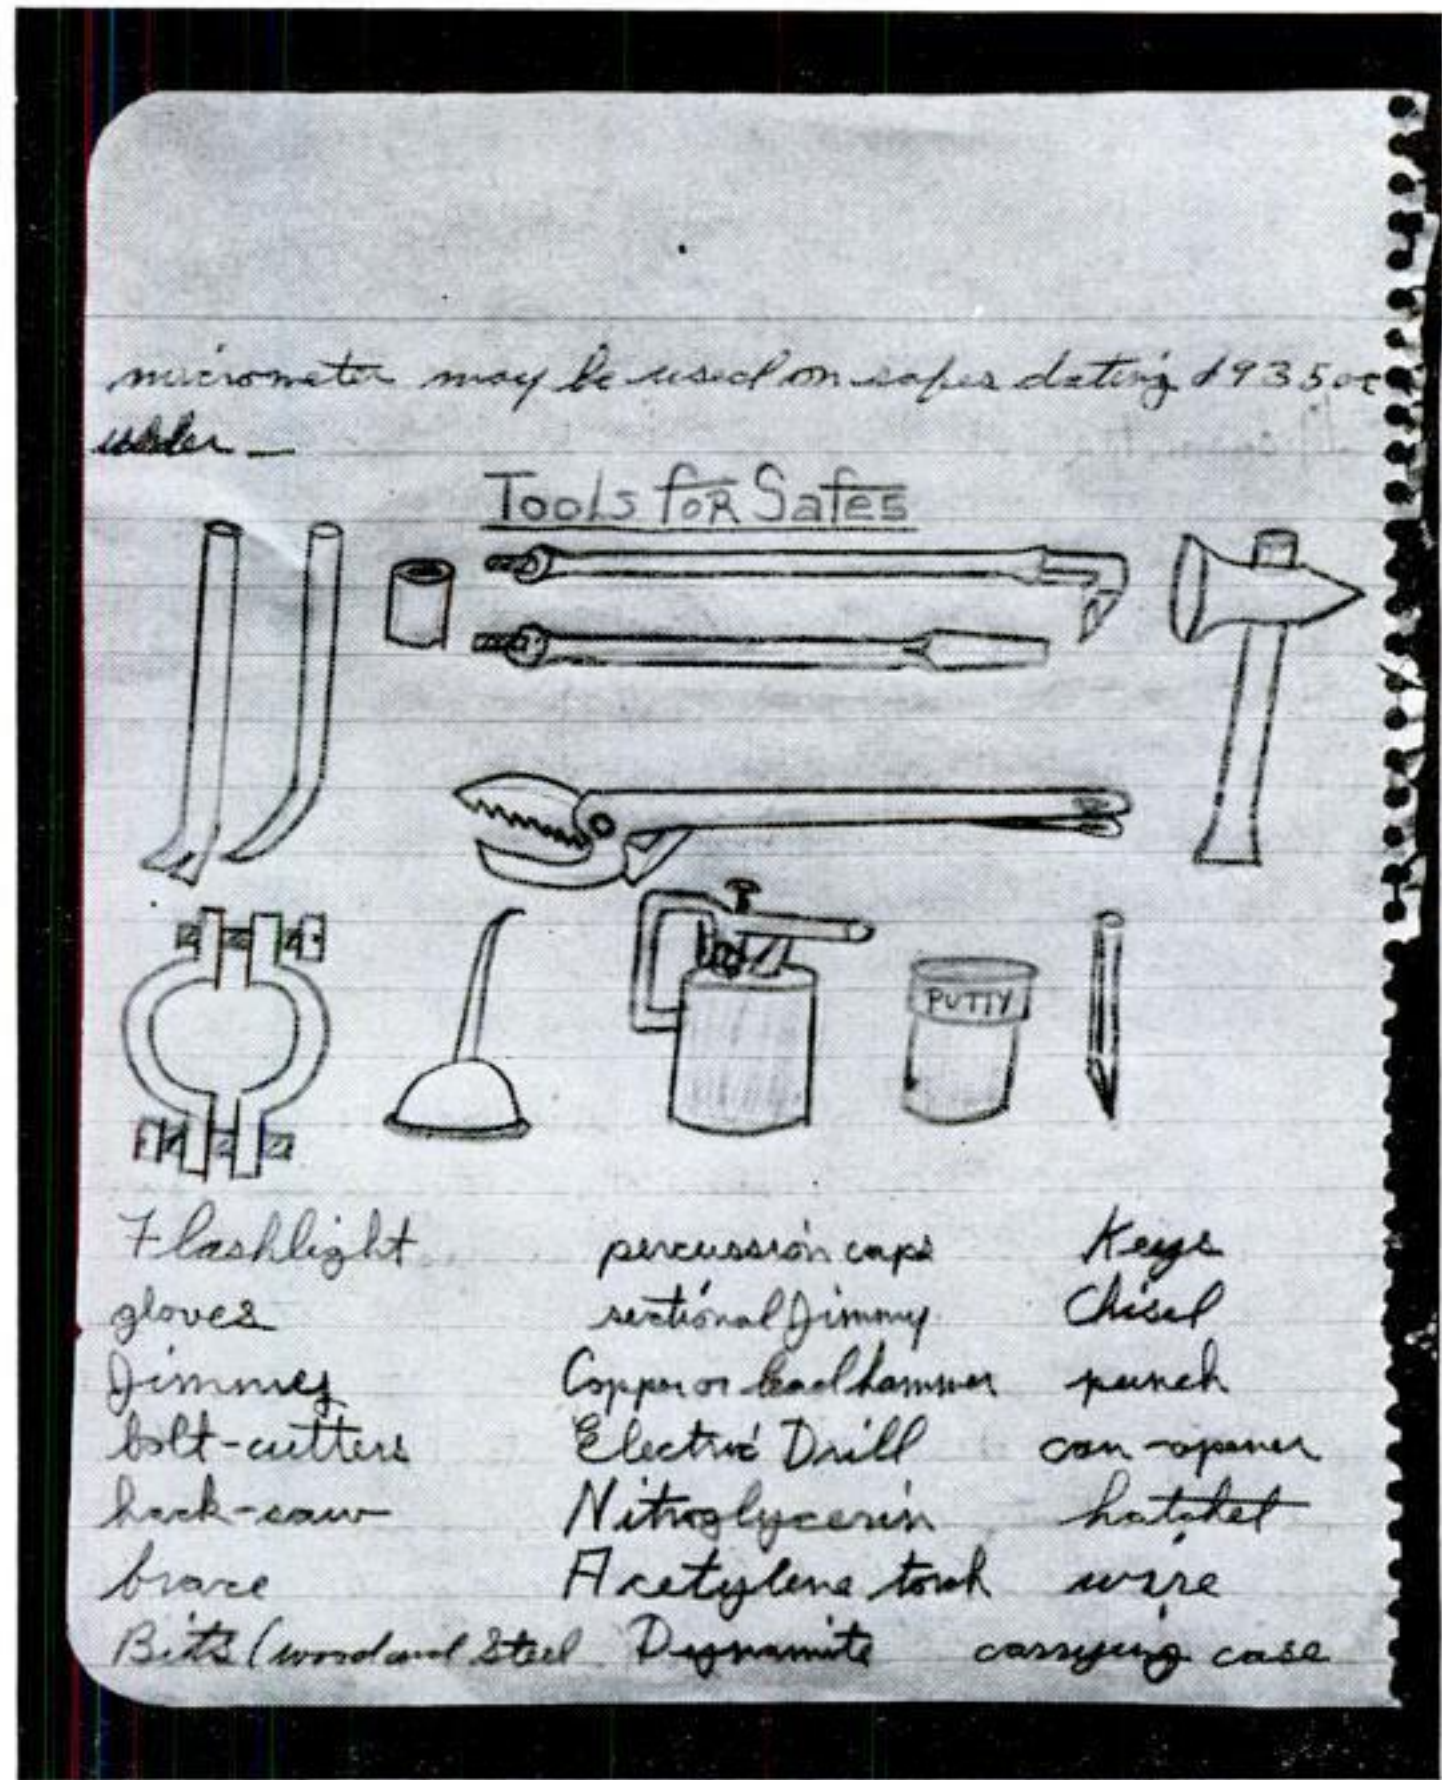 micrometer may be used on safes dating 1935 or
older —
Tools for Safes
PUTTY
Flashlight percussion caps Keys
gloves sectional Jimmy Chisel
Jimmey Copper or lead hammer punch
bolt-cutters Electric Drill can-opener
hack-saw Nitroglycerin hatchet
brace Acetylene torch wire
Bits (wood and Steel Dynamite carrying case